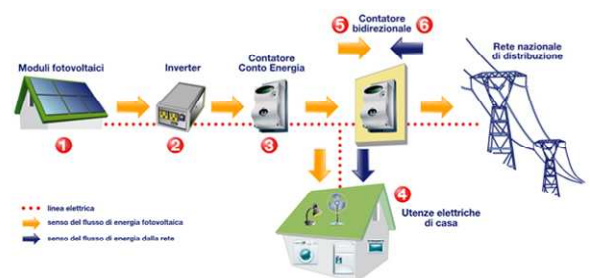 5
Contatore
bidirezionale
6
Moduli fotovoltaici
Inverter
Contatore
Conto Energia
Rete nazionale
di distribuzione
1
2
3
4
Utenze elettriche
di casa
linea elettrica
senso del flusso di energia fotovoltaica
senso del flusso di energia dalla rete